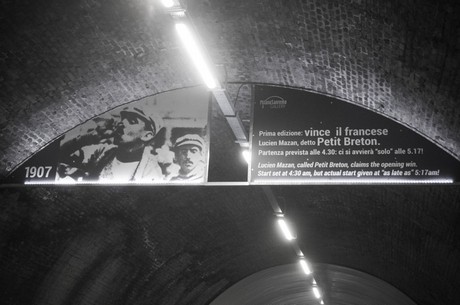 1907
Prima edizione: vince il francese
Lucien Mazan, detto Petit Breton.
Partenza prevista alle 4.30: ci si avvierà "solo" alle 5.17!
Lucien Mazan, called Petit Breton, claims the opening win.
Start set at 4:30 am, but actual start given at "as late as" 5:17am!